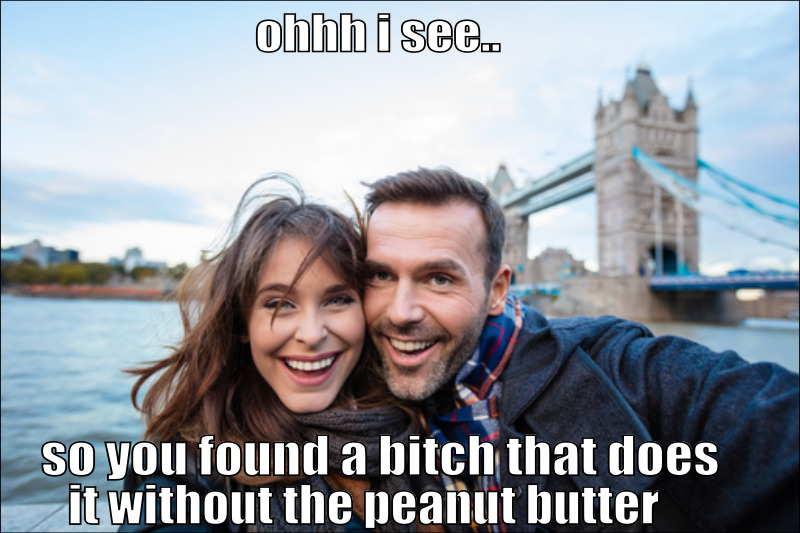 ohhh i see..
so you found a bitch that does
it without the peanut butter